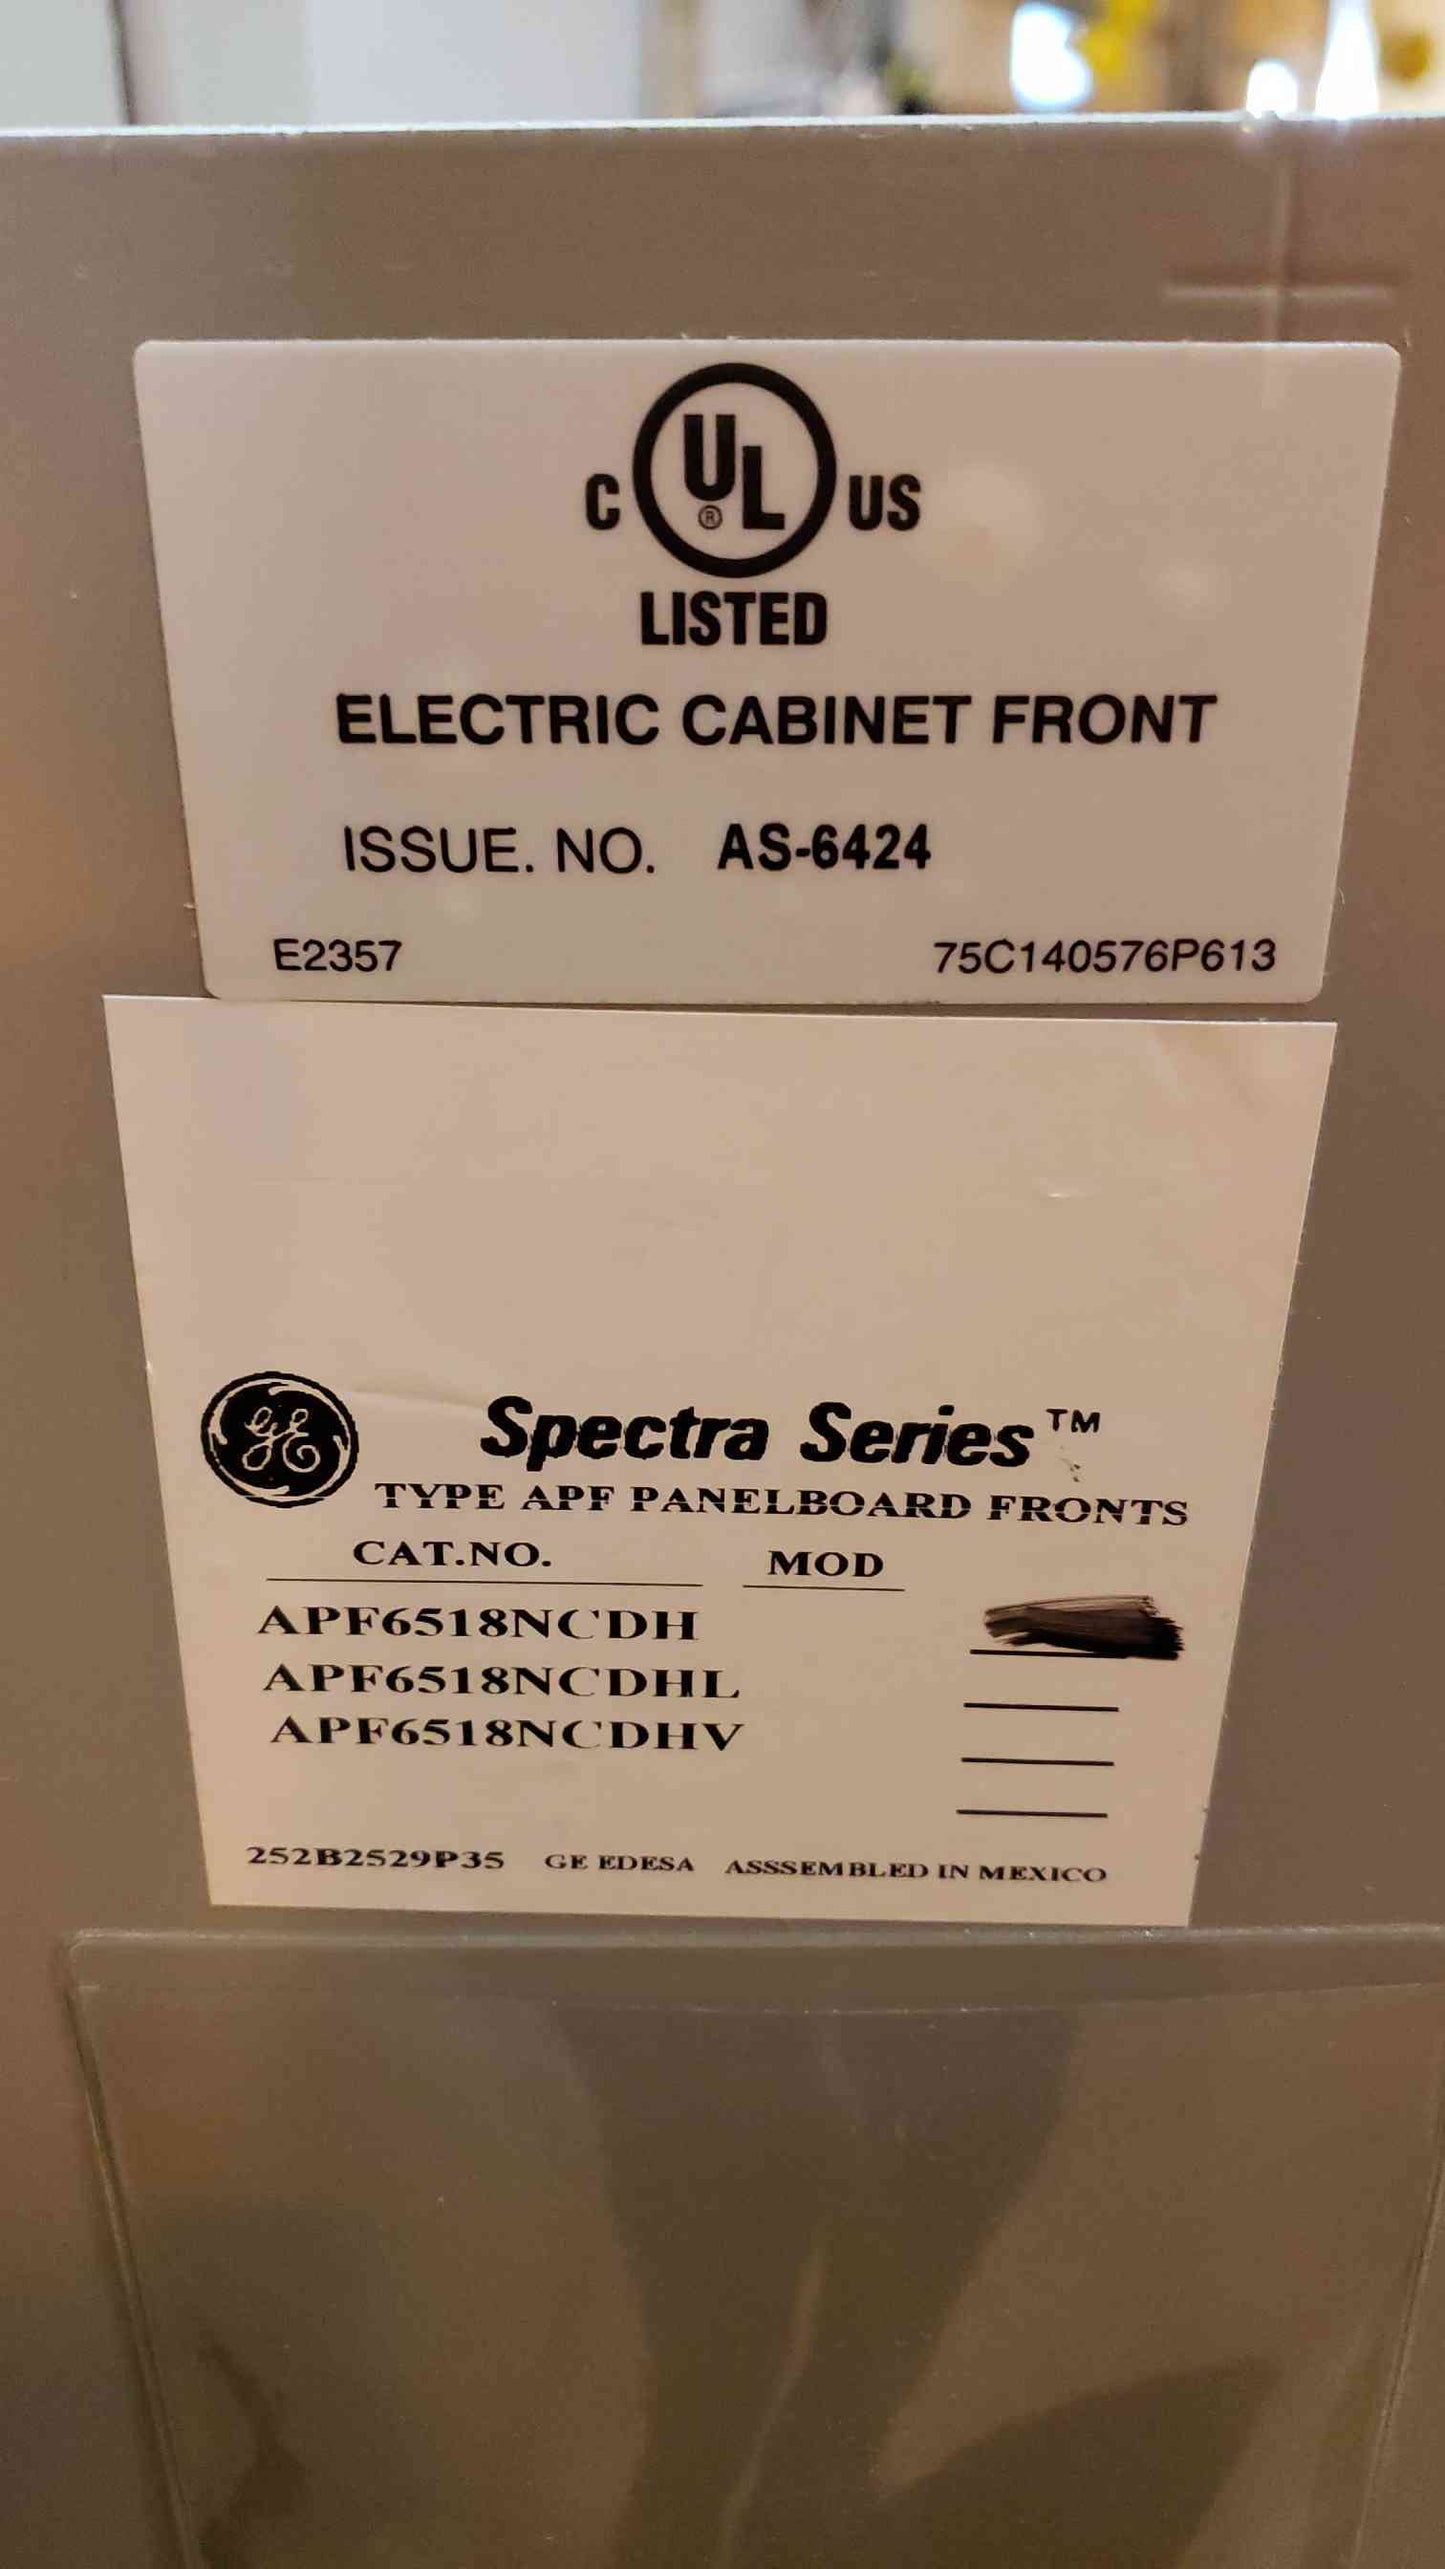 C UL® US
LISTED
ELECTRIC CABINET FRONT
ISSUE. NO. AS-6424
E2357 75C140576P613
GE Spectra Series™
TYPE APF PANELBOARD FRONTS
CAT.NO. MOD
APF6518NCDH
APF6518NCDHL
APF6518NCDHV
252B2529P35 GE EDESA ASSSEMBLED IN MEXICO